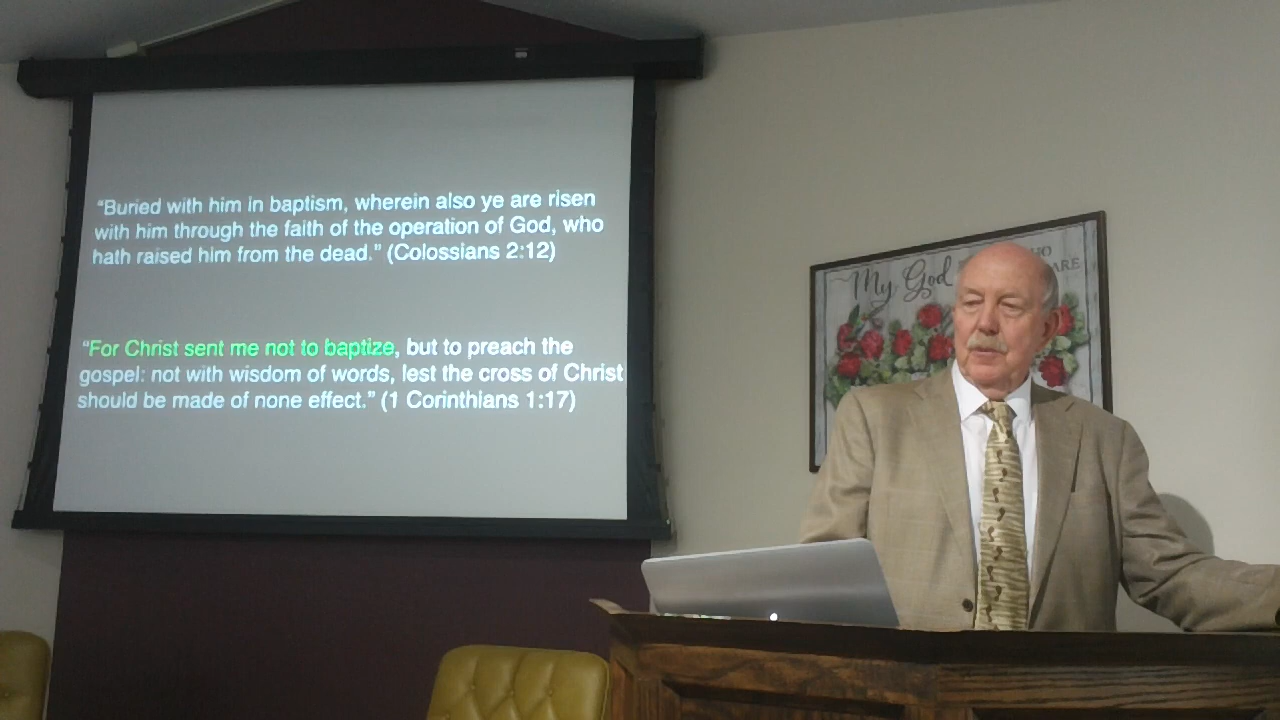 “Buried with him in baptism, wherein also ye are risen
with him through the faith of the operation of God, who
hath raised him from the dead.” (Colossians 2:12)
“For Christ sent me not to baptize, but to preach the
gospel: not with wisdom of words, lest the cross of Christ
should be made of none effect.” (1 Corinthians 1:17)
My God
HO
ARE